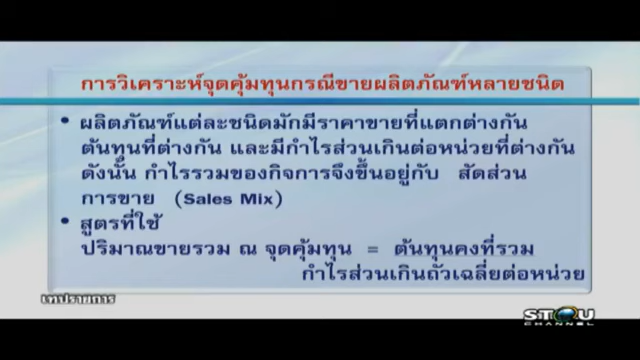 การวิเคราะห์จุดคุ้มทุนกรณีขายผลิตภัณฑ์หลายชนิด
• ผลิตภัณฑ์แต่ละชนิดมักมีราคาขายที่แตกต่างกัน
ต้นทุนที่ต่างกัน และมีกำไรส่วนเกินต่อหน่วยที่ต่างกัน
ดังนั้น กำไรรวมของกิจการจึงขึ้นอยู่กับ สัดส่วน
การขาย (Sales Mix)
• สูตรที่ใช้
ปริมาณขายรวม ณ จุดคุ้มทุน = ต้นทุนคงที่รวม
กำไรส่วนเกินถัวเฉลี่ยต่อหน่วย
เทปรายการ
STOU
CHANNEL